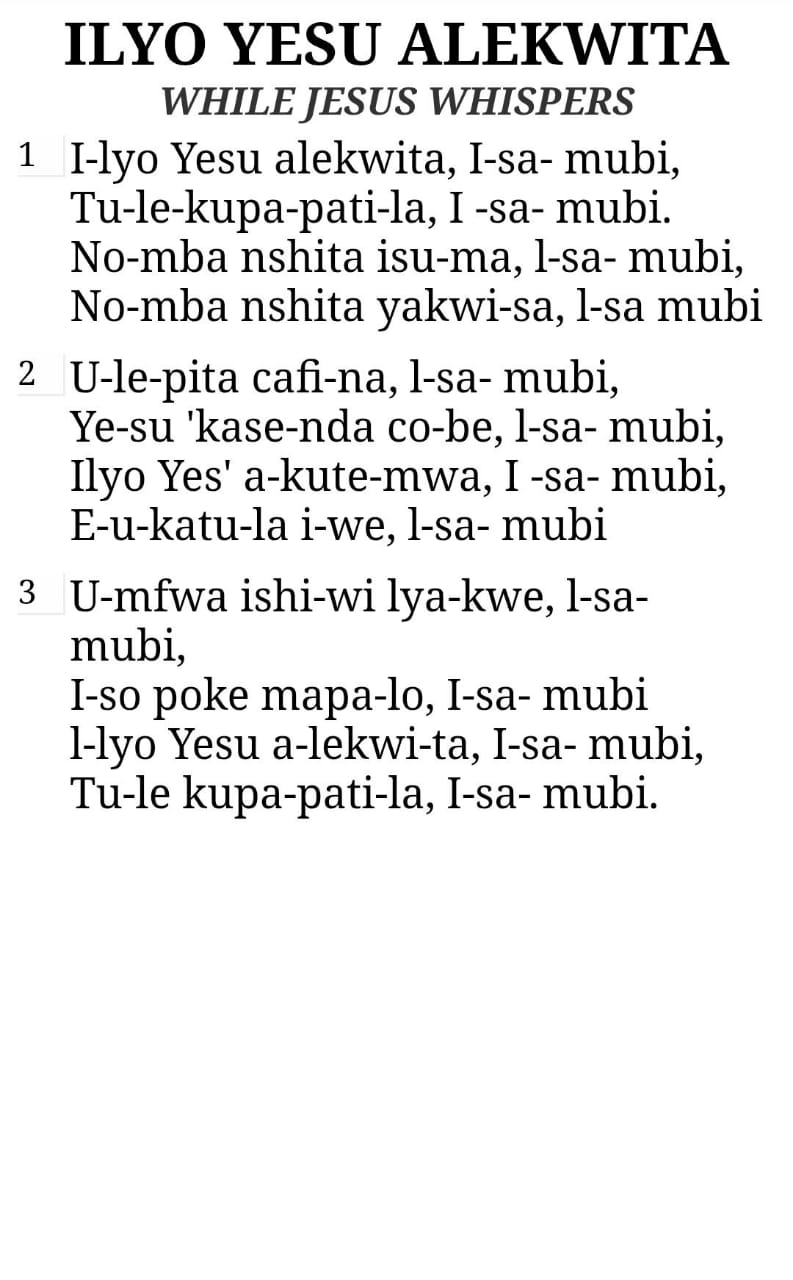 ILYO YESU ALEKWITA
WHILE JESUS WHISPERS
1 I-lyo Yesu alekwita, I-sa- mubi,
Tu-le-kupa-pati-la, I -sa- mubi.
No-mba nshita isu-ma, l-sa- mubi,
No-mba nshita yakwi-sa, l-sa mubi
2 U-le-pita cafi-na, l-sa- mubi,
Ye-su 'kase-nda co-be, l-sa- mubi,
Ilyo Yes' a-kute-mwa, I -sa- mubi,
E-u-katu-la i-we, l-sa- mubi
3 U-mfwa ishi-wi lya-kwe, l-sa-
mubi,
I-so poke mapa-lo, I-sa- mubi
l-lyo Yesu a-lekwi-ta, I-sa- mubi,
Tu-le kupa-pati-la, I-sa- mubi.